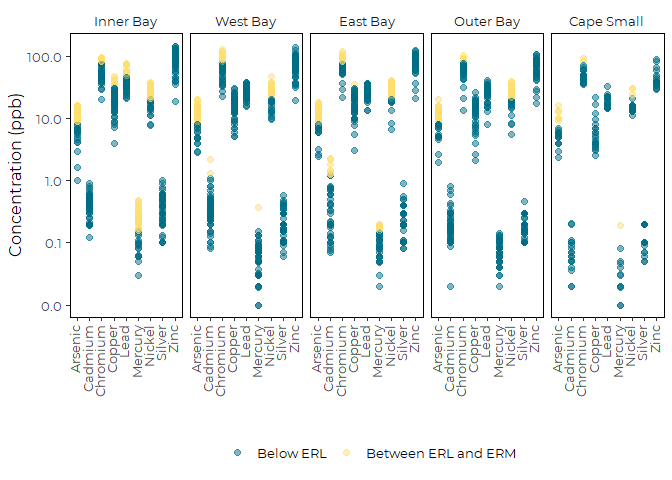 Inner Bay West Bay East Bay Outer Bay Cape Small
Concentration (ppb)
100.0
10.0
1.0
0.1
0.0
Arsenic Cadmium Chromium Copper Lead Mercury Nickel Silver Zinc Arsenic Cadmium Chromium Copper Lead Mercury Nickel Silver Zinc Arsenic Cadmium Chromium Copper Lead Mercury Nickel Silver Zinc Arsenic Cadmium Chromium Copper Lead Mercury Nickel Silver Zinc Arsenic Cadmium Chromium Copper Lead Mercury Nickel Silver Zinc
Below ERL Between ERL and ERM